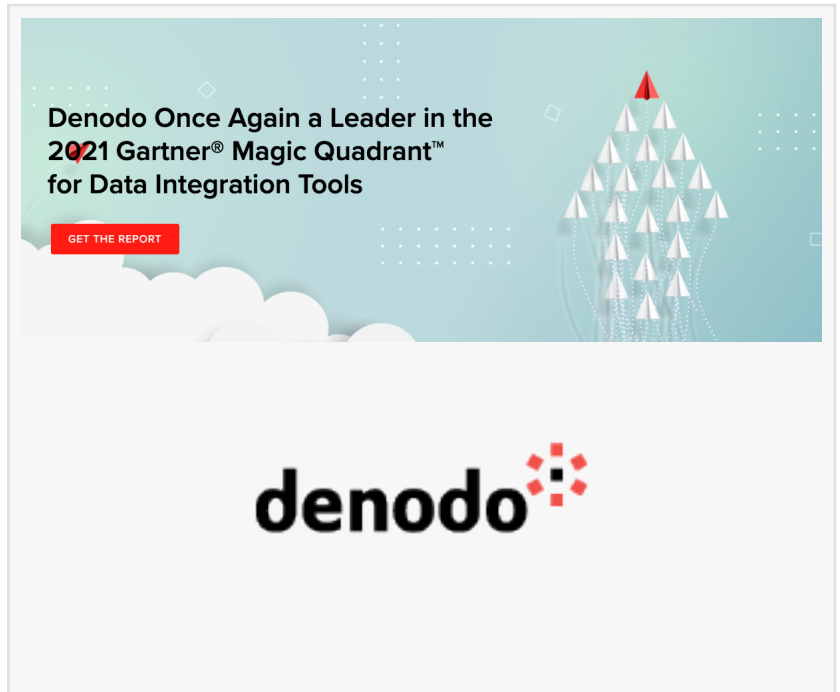 Denodo Once Again a Leader in the
2021 Gartner® Magic Quadrant™
for Data Integration Tools
GET THE REPORT
denodo